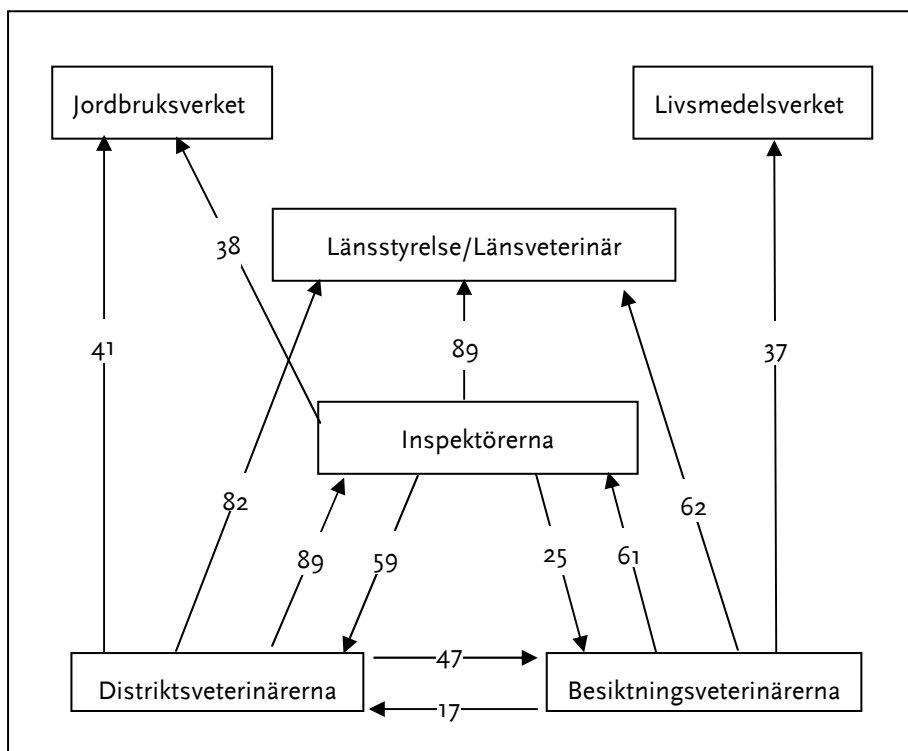 Jordbruksverket
Livsmedelsverket
Länsstyrelse/Länsveterinär
38
41
89
37
Inspektörerna
82
62
89
59
25
61
47
Distriktsveterinärerna
Besiktningsveterinärerna
17